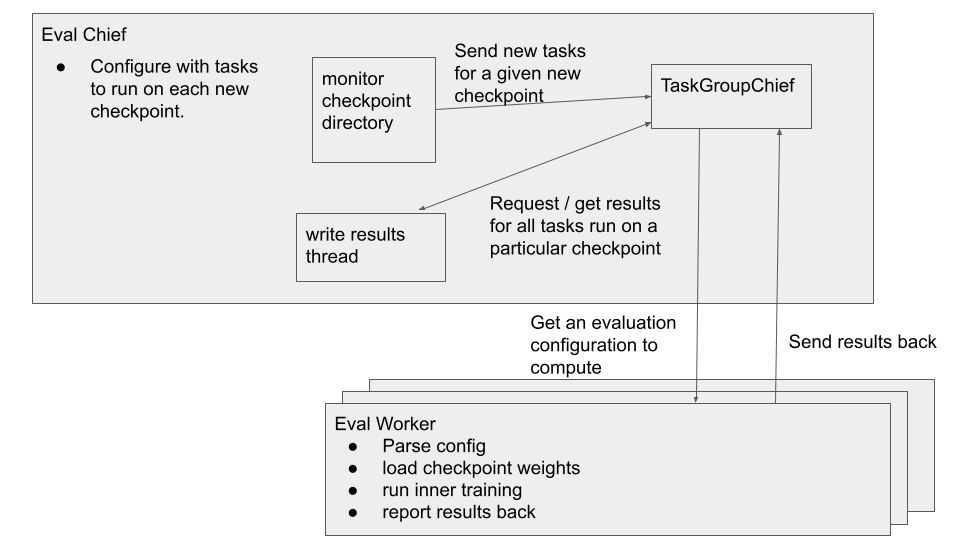 Eval Chief
● Configure with tasks
to run on each new
checkpoint.
monitor
checkpoint
directory
Send new tasks
for a given new
checkpoint
TaskGroupChief
write results
thread
Request / get results
for all tasks run on a
particular checkpoint
Get an evaluation
configuration to
compute
Send results back
Eval Worker
● Parse config
● load checkpoint weights
● run inner training
● report results back